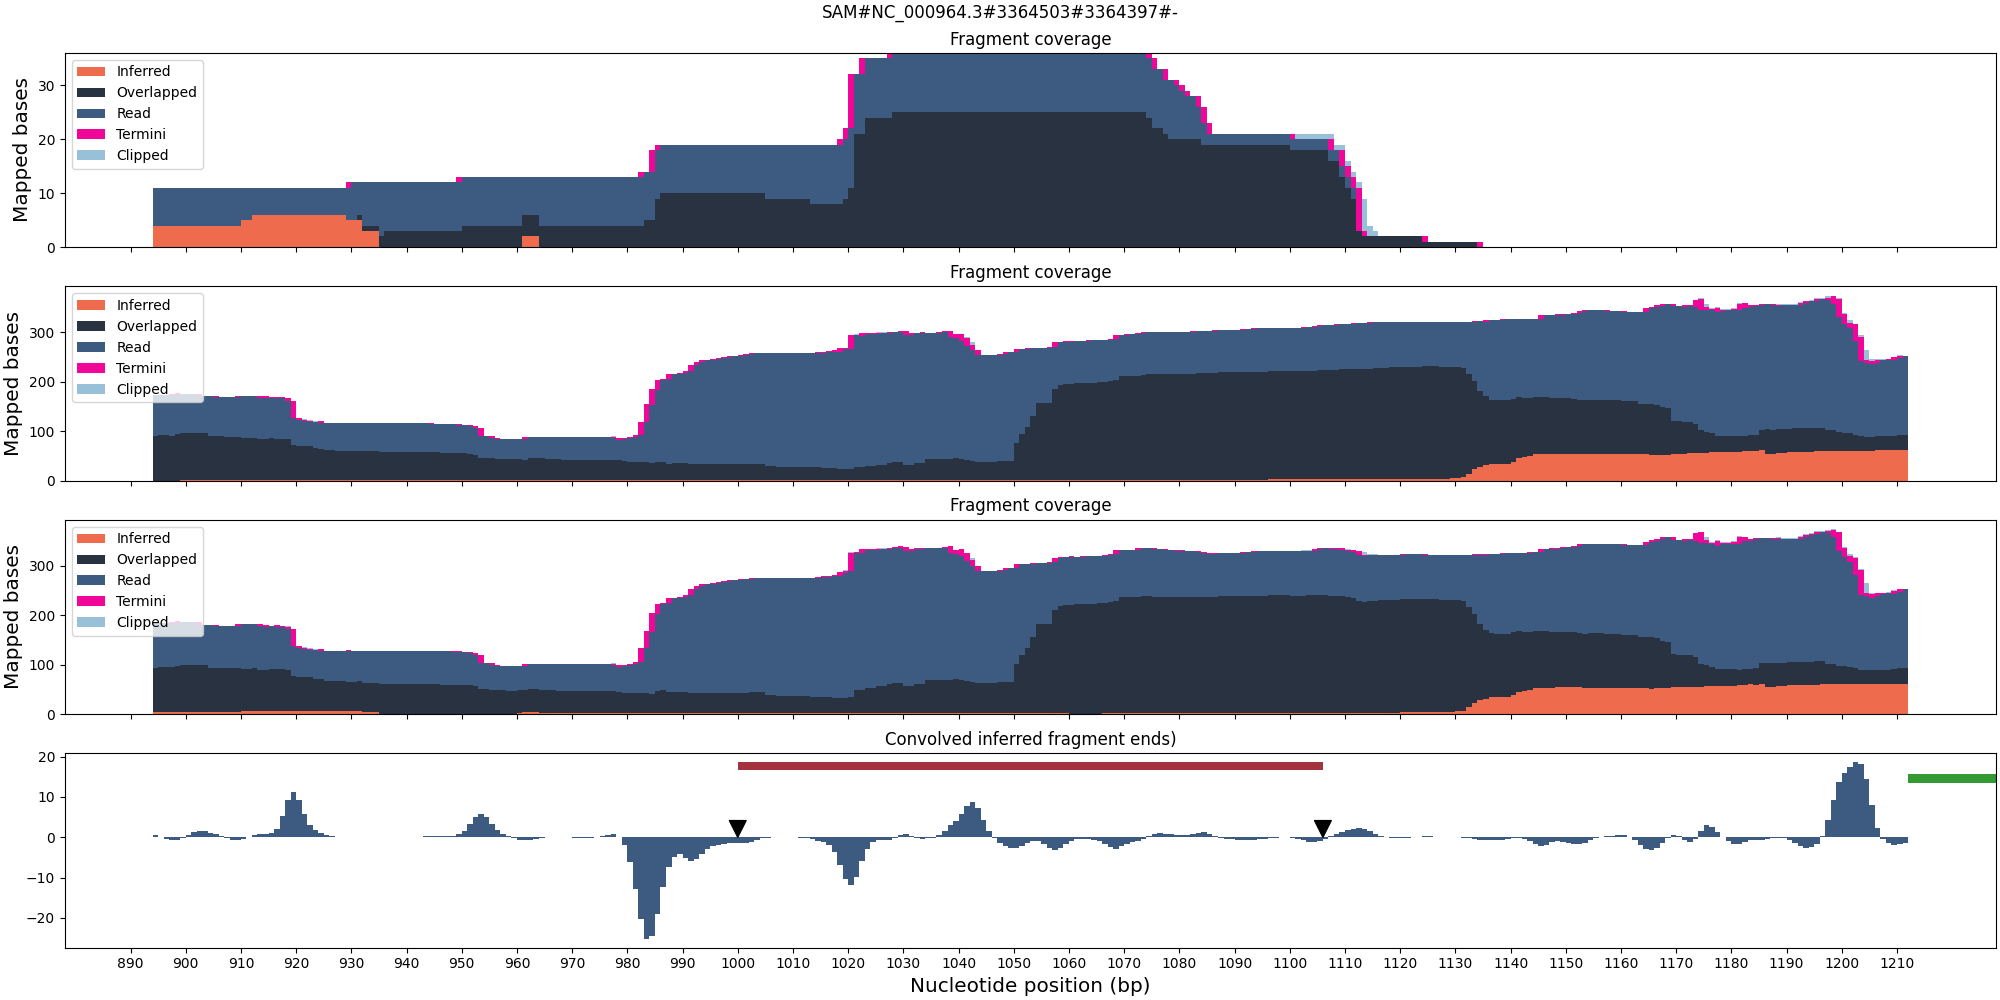 SAM#NC_000964.3#3364503#3364397#-
Fragment coverage
Mapped bases
30
20
10
0
Inferred
Overlapped
Read
Termini
Clipped
Fragment coverage
Mapped bases
300
200
100
0
Inferred
Overlapped
Read
Termini
Clipped
Fragment coverage
Mapped bases
300
200
100
0
Inferred
Overlapped
Read
Termini
Clipped
Convolved inferred fragment ends)
20
10
0
−10
−20
890 900 910 920 930 940 950 960 970 980 990 1000 1010 1020 1030 1040 1050 1060 1070 1080 1090 1100 1110 1120 1130 1140 1150 1160 1170 1180 1190 1200 1210
Nucleotide position (bp)